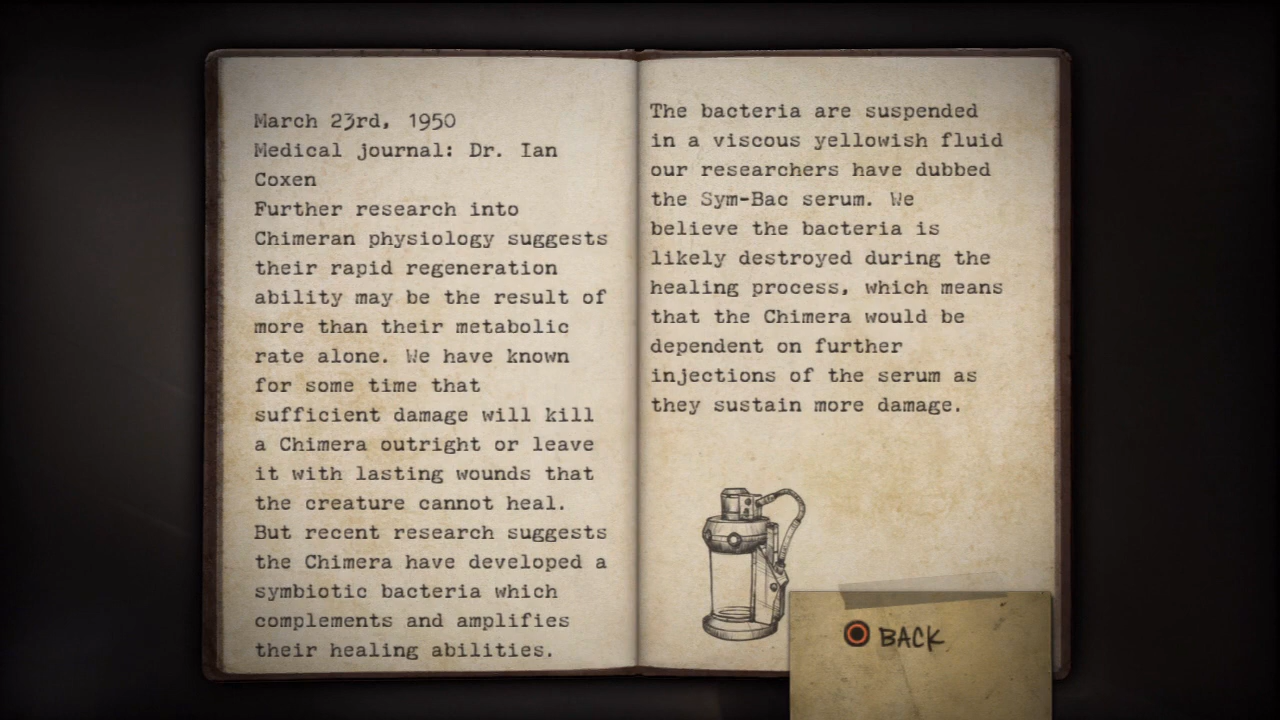 March 23rd, 1950
Medical journal: Dr. Ian
Coxen
Further research into
Chimeran physiology suggests
their rapid regeneration
ability may be the result of
more than their metabolic
rate alone. We have known
for some time that
sufficient damage will kill
a Chimera outright or leave
it with lasting wounds that
the creature cannot heal.
But recent research suggests
the Chimera have developed a
symbiotic bacteria which
complements and amplifies
their healing abilities.
The bacteria are suspended
in a viscous yellowish fluid
our researchers have dubbed
the Sym-Bac serum. We
believe the bacteria is
likely destroyed during the
healing process, which means
that the Chimera would be
dependent on further
injections of the serum as
they sustain more damage.
BACK